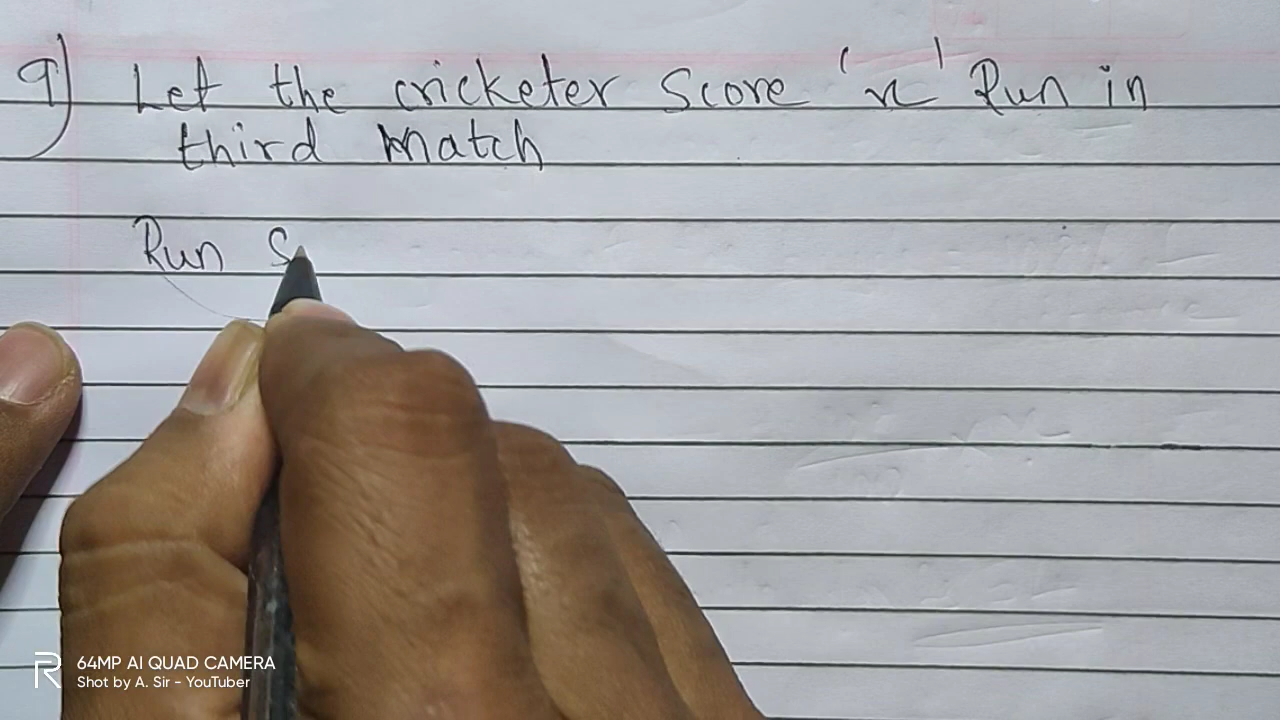 9) Let the cricketer Score 'x' Run in
third match
Run S
64MP AI QUAD CAMERA
Shot by A. Sir - YouTuber